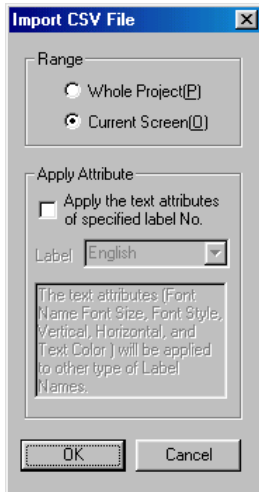 Import CSV File
Range
Whole Project(P)
Current Screen(O)
Apply Attribute
Apply the text attributes
of specified label No.
Label English
The text attributes (Font
Name Font Size, Font Style,
Vertical, Horizontal, and
Text Color ) will be applied
to other type of Label
Names.
OK Cancel